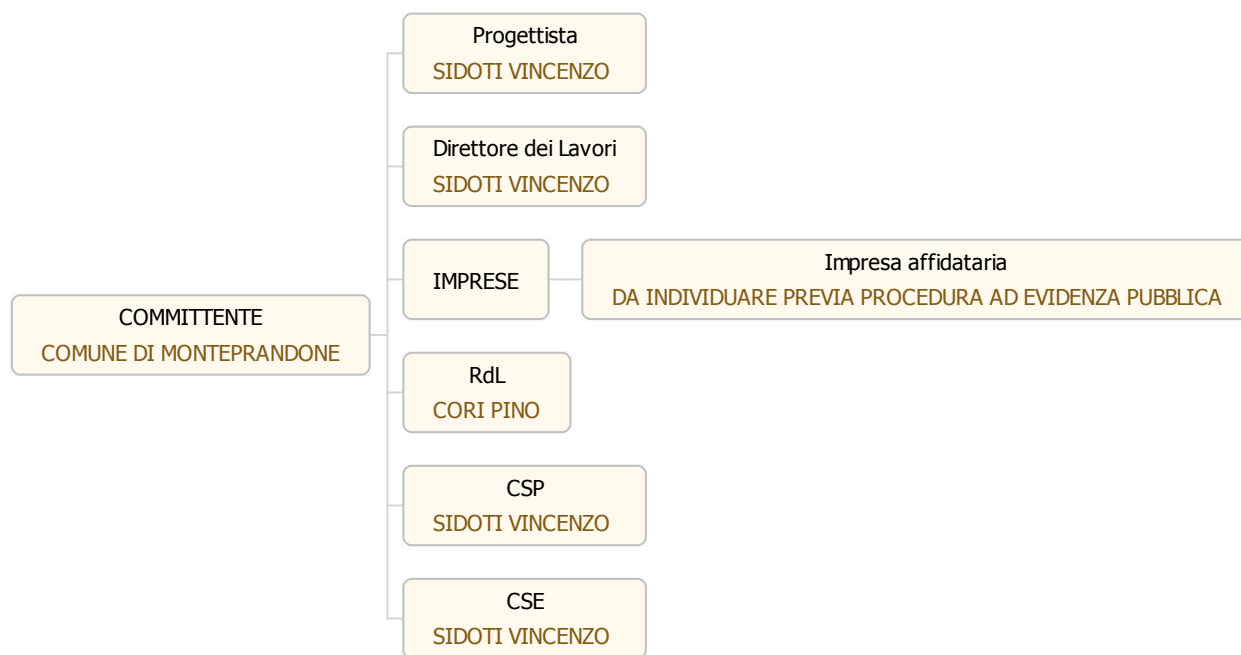 Progettista
SIDOTI VINCENZO
Direttore dei Lavori
SIDOTI VINCENZO
IMPRESE
Impresa affidataria
DA INDIVIDUARE PREVIA PROCEDURA AD EVIDENZA PUBBLICA
COMMITTENTE
COMUNE DI MONTEPRANDONE
RdL
CORI PINO
CSP
SIDOTI VINCENZO
CSE
SIDOTI VINCENZO